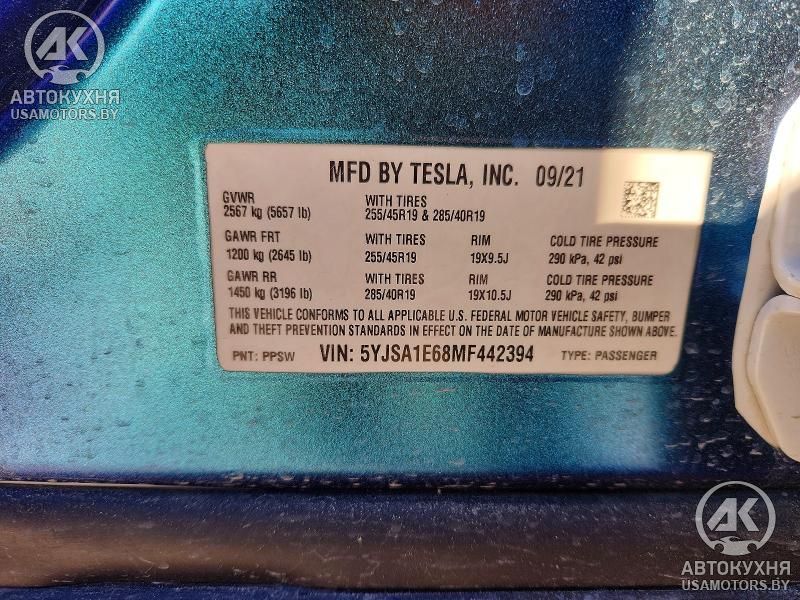 АК
АВТОКУХНЯ
USAMOTORS.BY
MFD BY TESLA, INC. 09/21
GVWR WITH TIRES
2567 kg (5657 lb) 255/45R19 & 285/40R19
GAWR FRT WITH TIRES RIM COLD TIRE PRESSURE
1200 kg (2645 lb) 255/45R19 19X9.5J 290 kPa, 42 psi
GAWR RR WITH TIRES RIM COLD TIRE PRESSURE
1450 kg (3196 lb) 285/40R19 19X10.5J 290 kPa, 42 psi
THIS VEHICLE CONFORMS TO ALL APPLICABLE U.S. FEDERAL MOTOR VEHICLE SAFETY, BUMPER
AND THEFT PREVENTION STANDARDS IN EFFECT ON THE DATE OF MANUFACTURE SHOWN ABOVE.
PNT: PPSW VIN: 5YJSA1E68MF442394 TYPE: PASSENGER
АК
АВТОКУХНЯ
USAMOTORS.BY